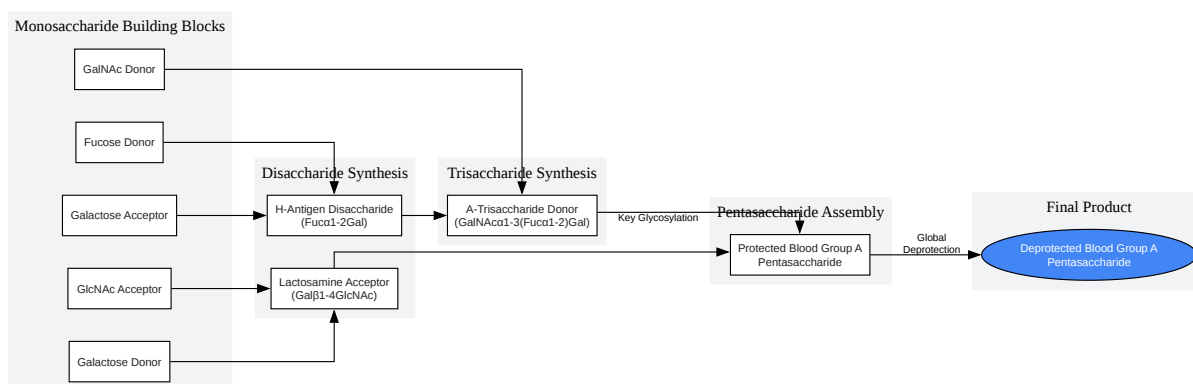 Monosaccharide Building Blocks
GalNAc Donor
Fucose Donor
Galactose Acceptor
GlcNAc Acceptor
Galactose Donor
Disaccharide Synthesis
H-Antigen Disaccharide
(Fucα1-2Gal)
Lactosamine Acceptor
(Galβ1-4GlcNAc)
Trisaccharide Synthesis
A-Trisaccharide Donor
(GalNAcα1-3(Fucα1-2)Gal)
Key Glycosylation
Pentasaccharide Assembly
Protected Blood Group A
Pentasaccharide
Global
Deprotection
Final Product
Deprotected Blood Group A
Pentasaccharide